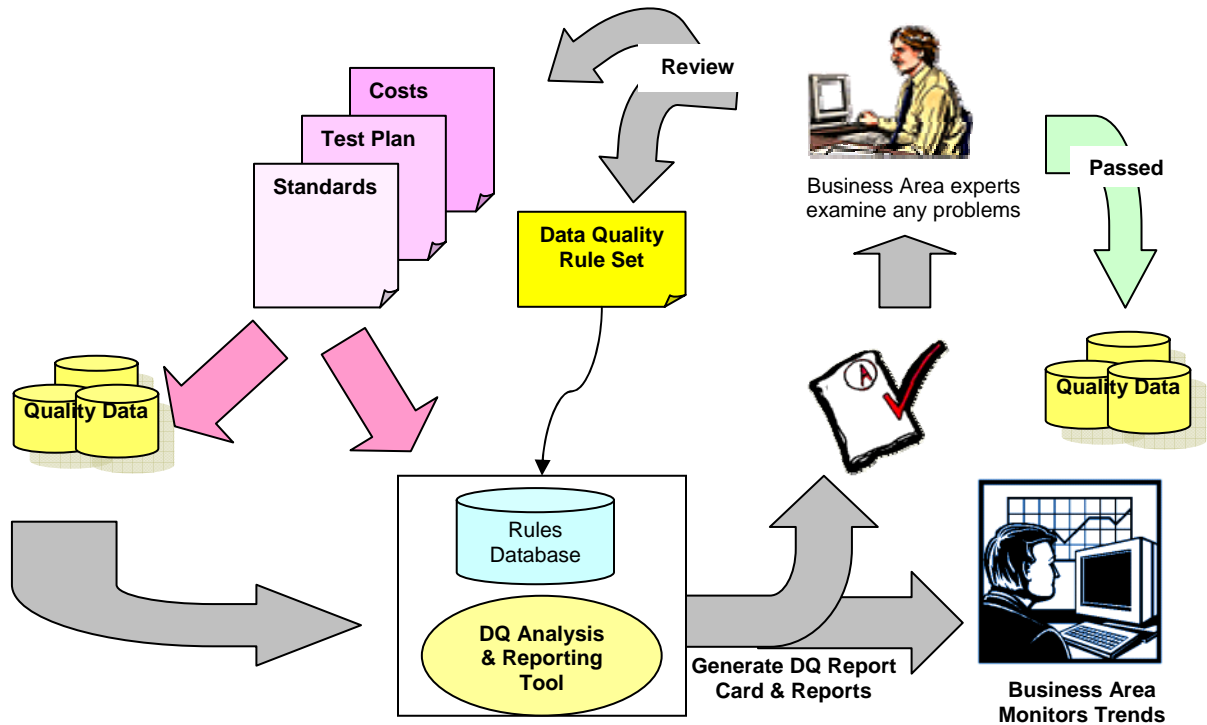 Review
Costs
Test Plan
Standards
Data Quality
Rule Set
Business Area experts
examine any problems
Passed
Quality Data
A
Quality Data
Rules
Database
DQ Analysis
& Reporting
Tool
Generate DQ Report
Card & Reports
Business Area
Monitors Trends